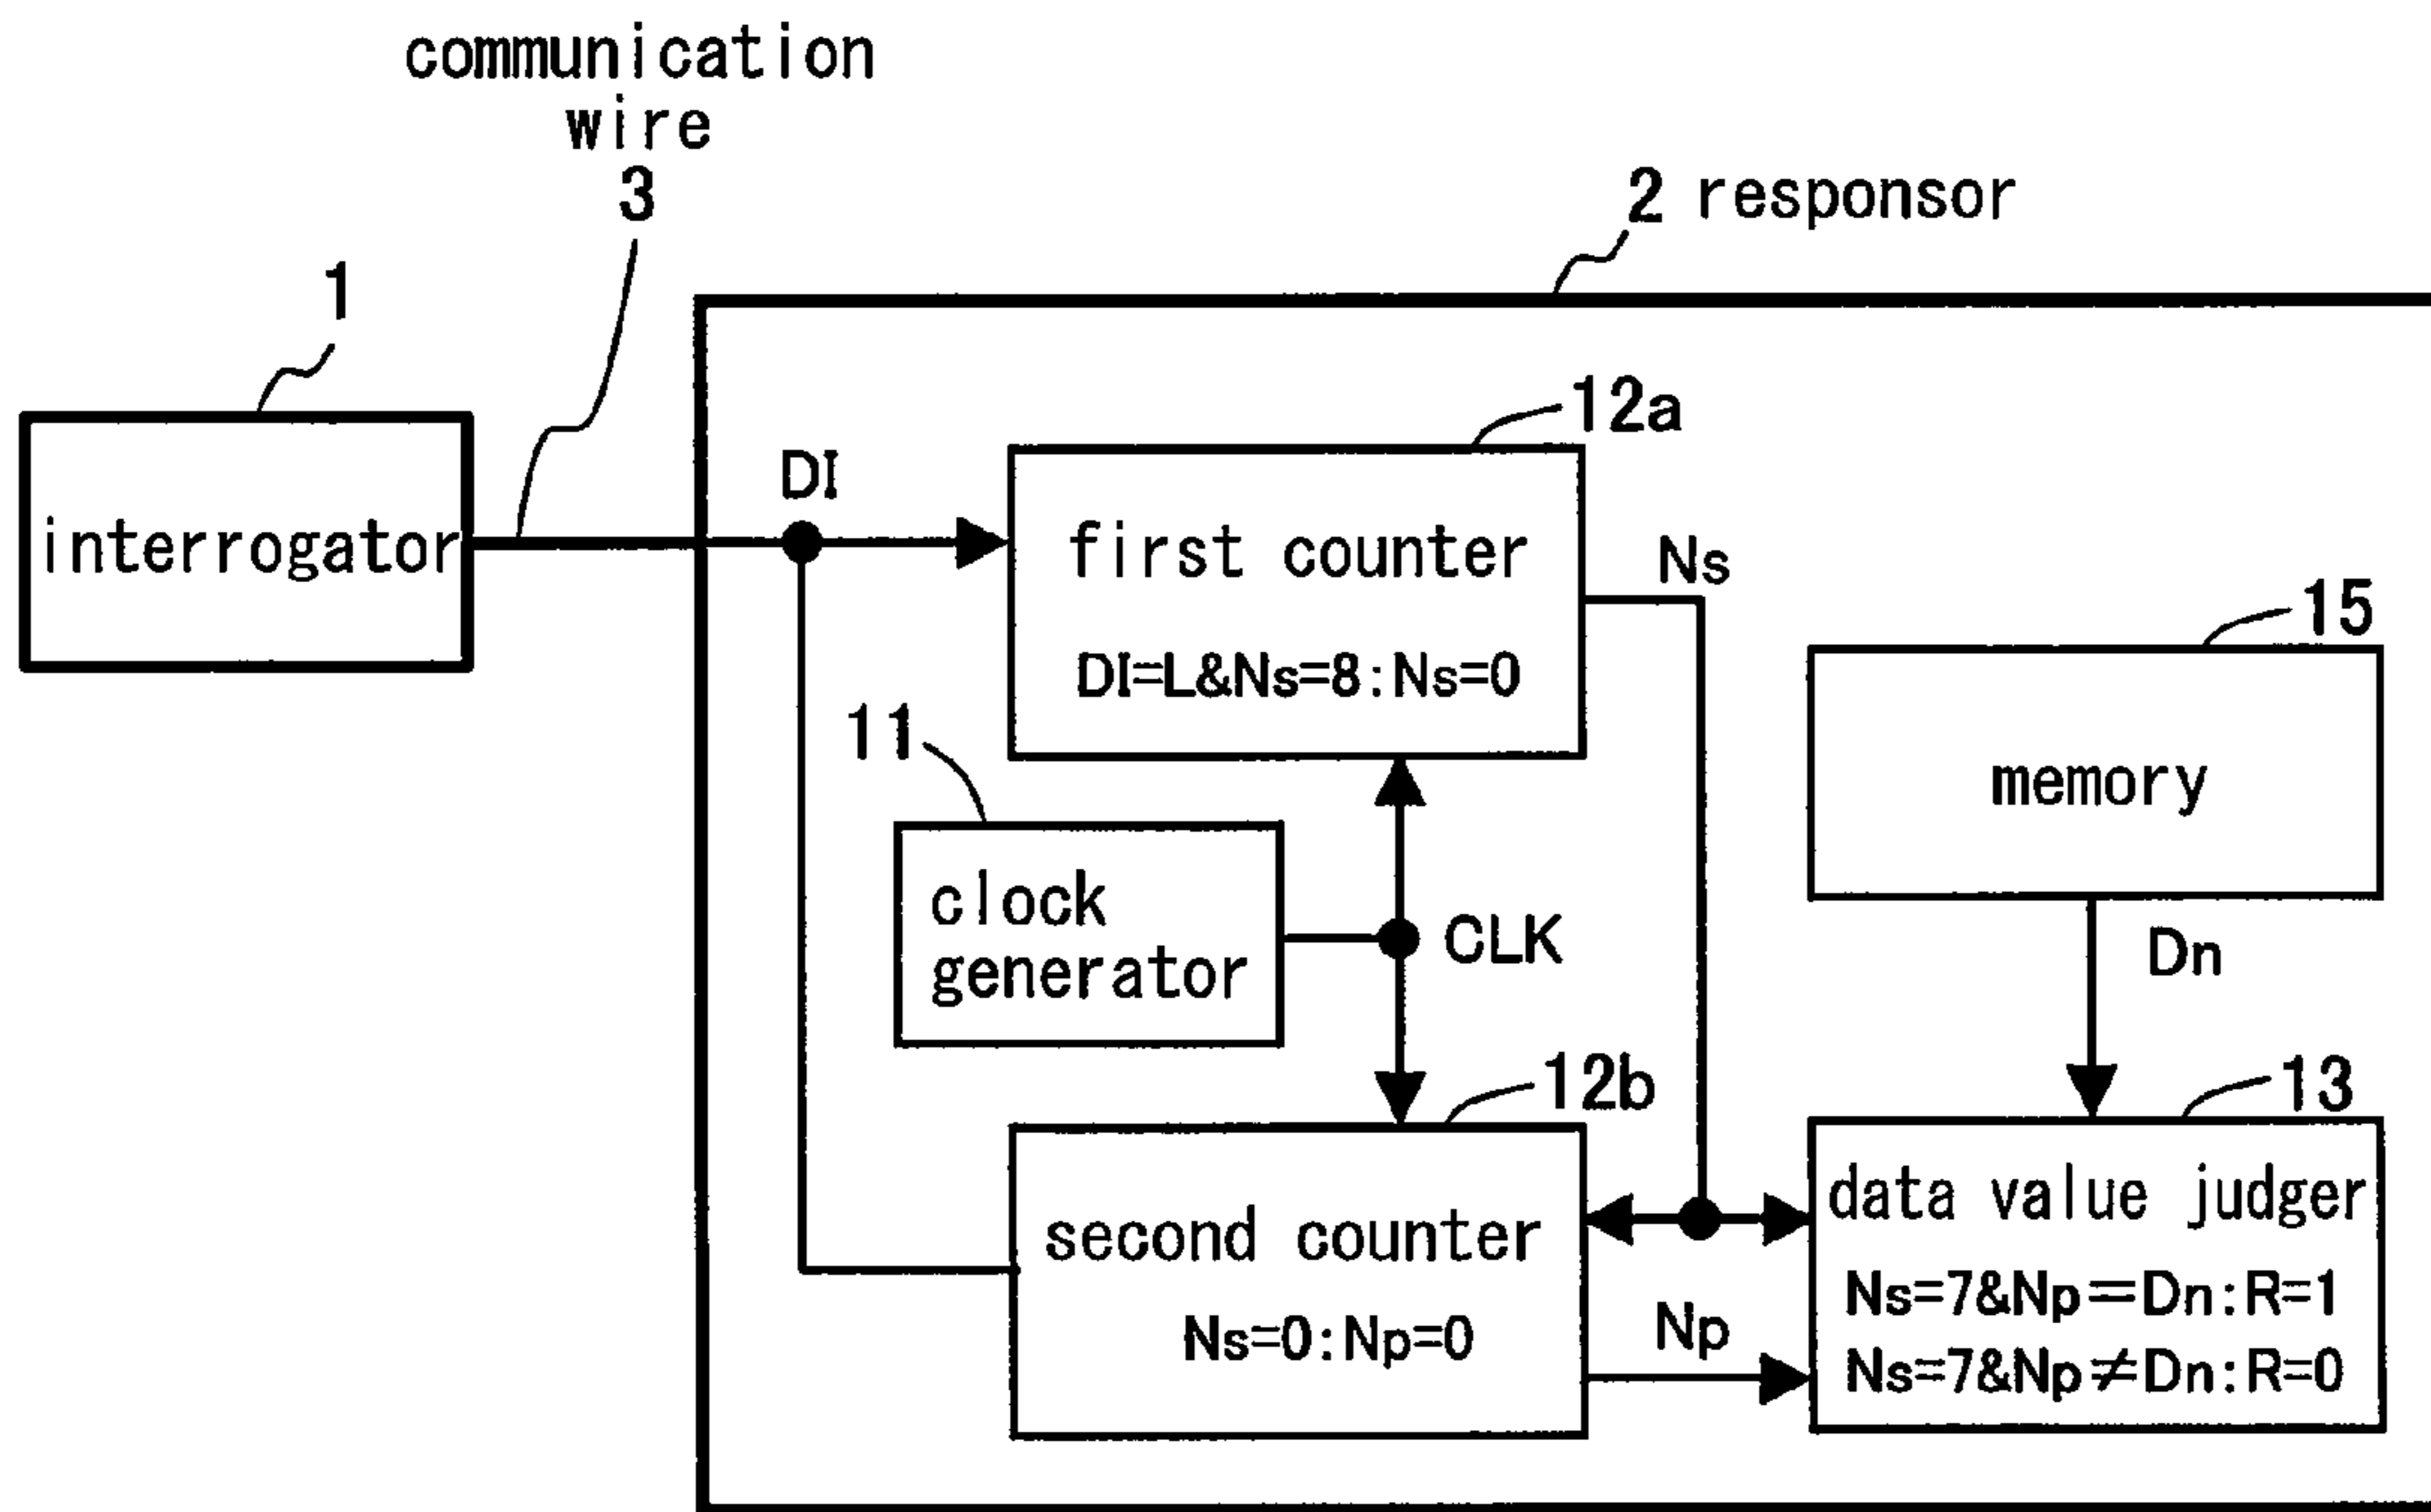 communication
wire
3
2 responsor
1
interrogator
DI
12a
first counter
DI=L&Ns=8:Ns=0
Ns
15
memory
11
clock
generator
CLK
Dn
12b
second counter
Ns=0:Np=0
Np
13
data value judger
Ns=7&Np=Dn:R=1
Ns=7&Np≠Dn:R=0